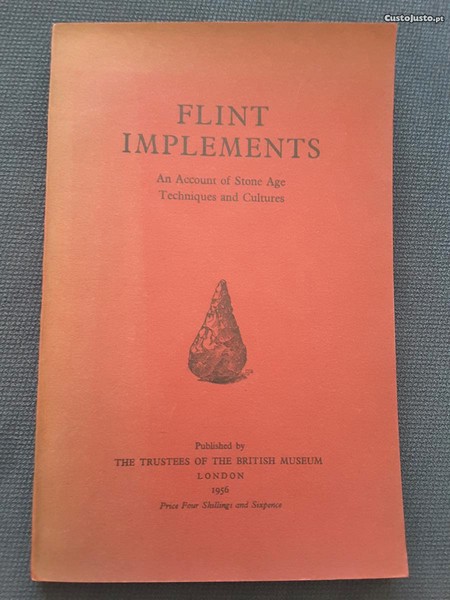 CustoJusto.pt
FLINT
IMPLEMENTS
An Account of Stone Age
Techniques and Cultures
Published by
THE TRUSTEES OF THE BRITISH MUSEUM
LONDON
1956
Price Four Shillings and Sixpence